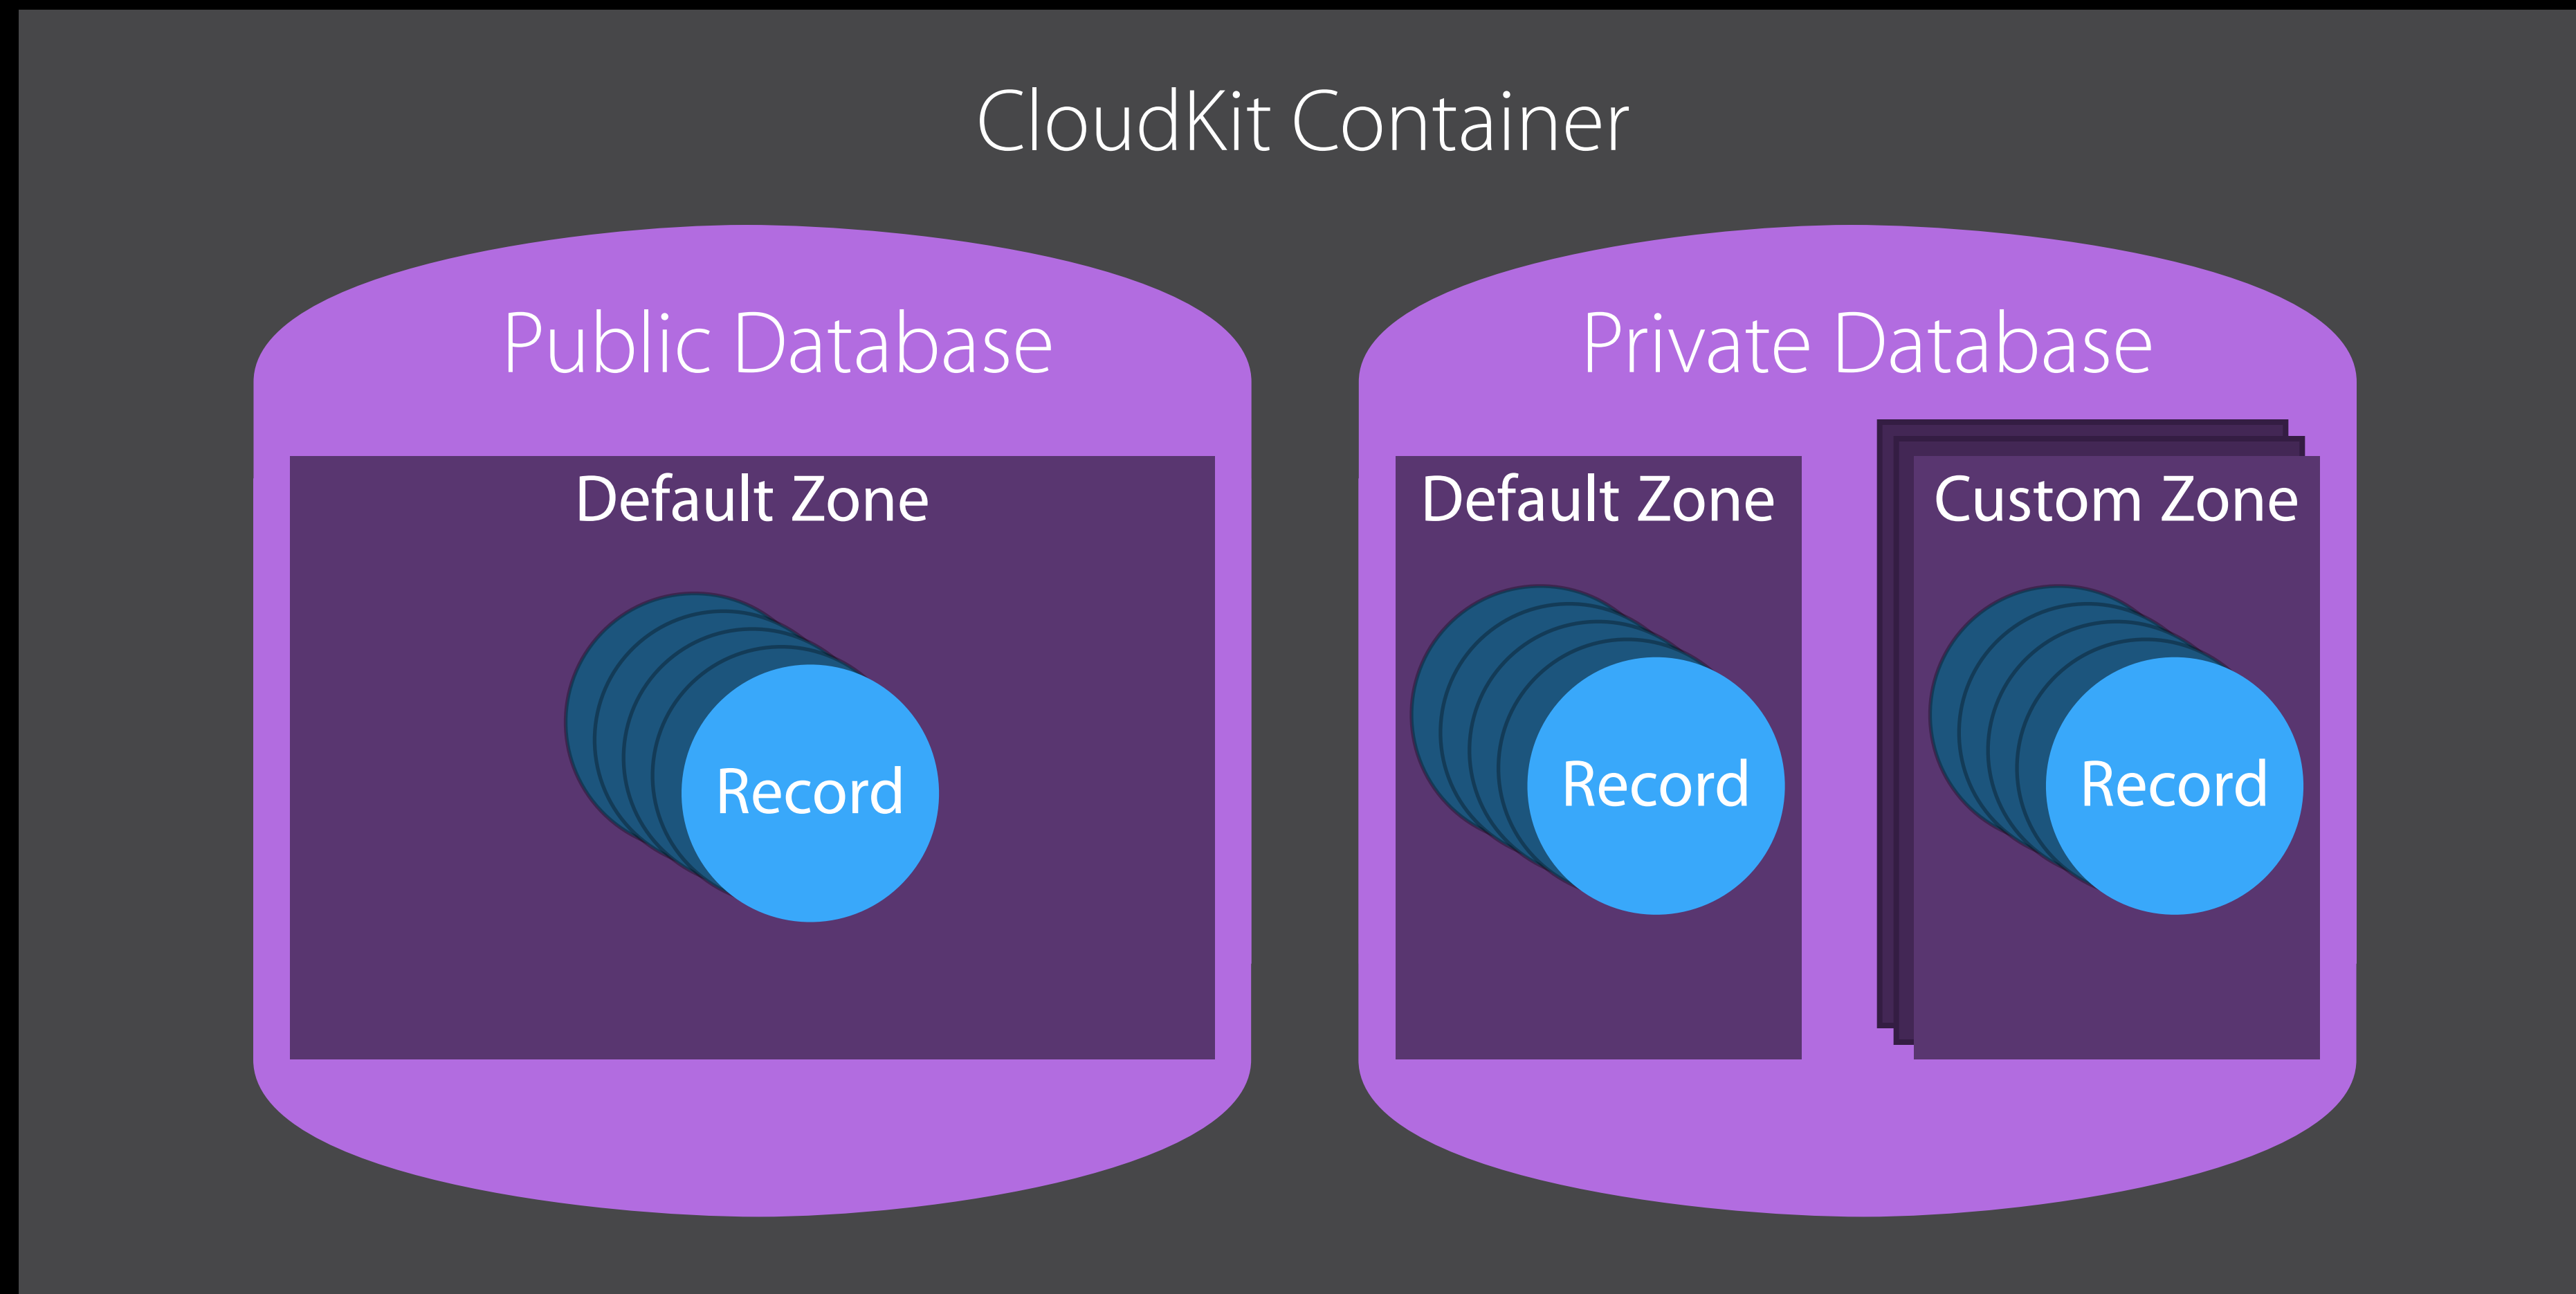 CloudKit Container
Public Database
Default Zone
Record
Private Database
Default Zone
Record
Custom Zone
Record